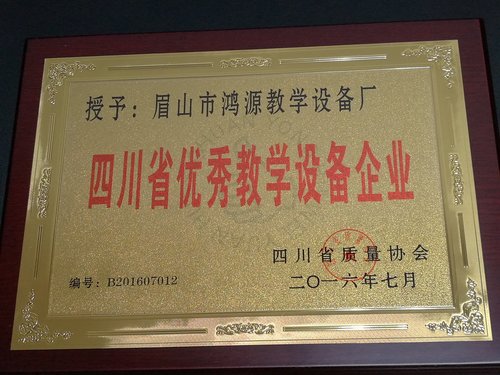 授予：眉山市鸿源教学设备厂
四川省优秀教学设备企业
四川省质量协会
编号：B201607012
二〇一六年七月